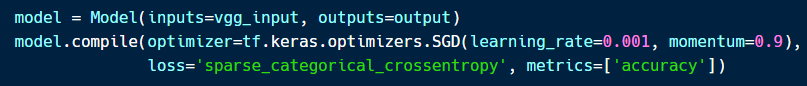 model = Model(inputs=vgg_input, outputs=output)
model.compile(optimizer=tf.keras.optimizers.SGD(learning_rate=0.001, momentum=0.9),
              loss='sparse_categorical_crossentropy', metrics=['accuracy'])